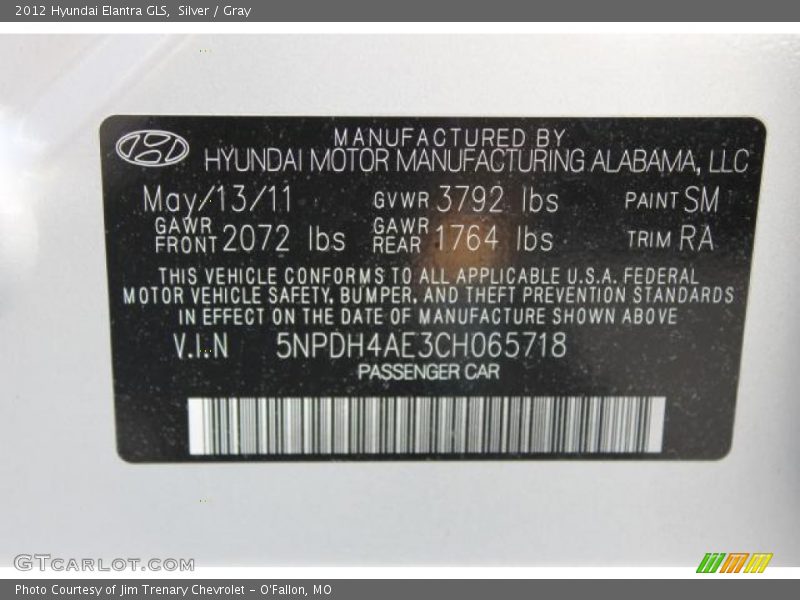 2012 Hyundai Elantra GLS,  Silver / Gray
MANUFACTURED BY
HYUNDAI MOTOR MANUFACTURING ALABAMA, LLC
May/13/11 GVWR 3792 lbs PAINT SM
GAWR FRONT 2072 lbs GAWR REAR 1764 lbs TRIM RA
THIS VEHICLE CONFORMS TO ALL APPLICABLE U.S.A. FEDERAL
MOTOR VEHICLE SAFETY, BUMPER, AND THEFT PREVENTION STANDARDS
IN EFFECT ON THE DATE OF MANUFACTURE SHOWN ABOVE
V.I.N 5NPDH4AE3CH065718
PASSENGER CAR
GTCARLOT.COM
Photo Courtesy of Jim Trenary Chevrolet - O'Fallon, MO